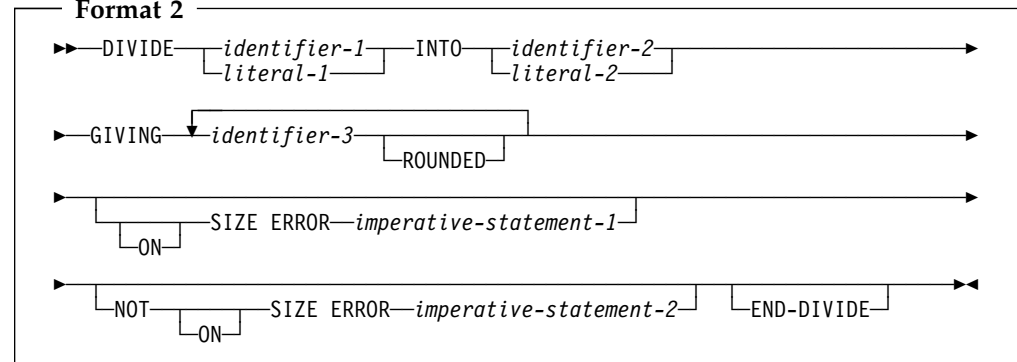 Format 2
DIVIDE identifier-1 INTO identifier-2
literal-1 literal-2
GIVING identifier-3
ROUNDED
SIZE ERROR imperative-statement-1
ON
NOT SIZE ERROR imperative-statement-2 END-DIVIDE
ON